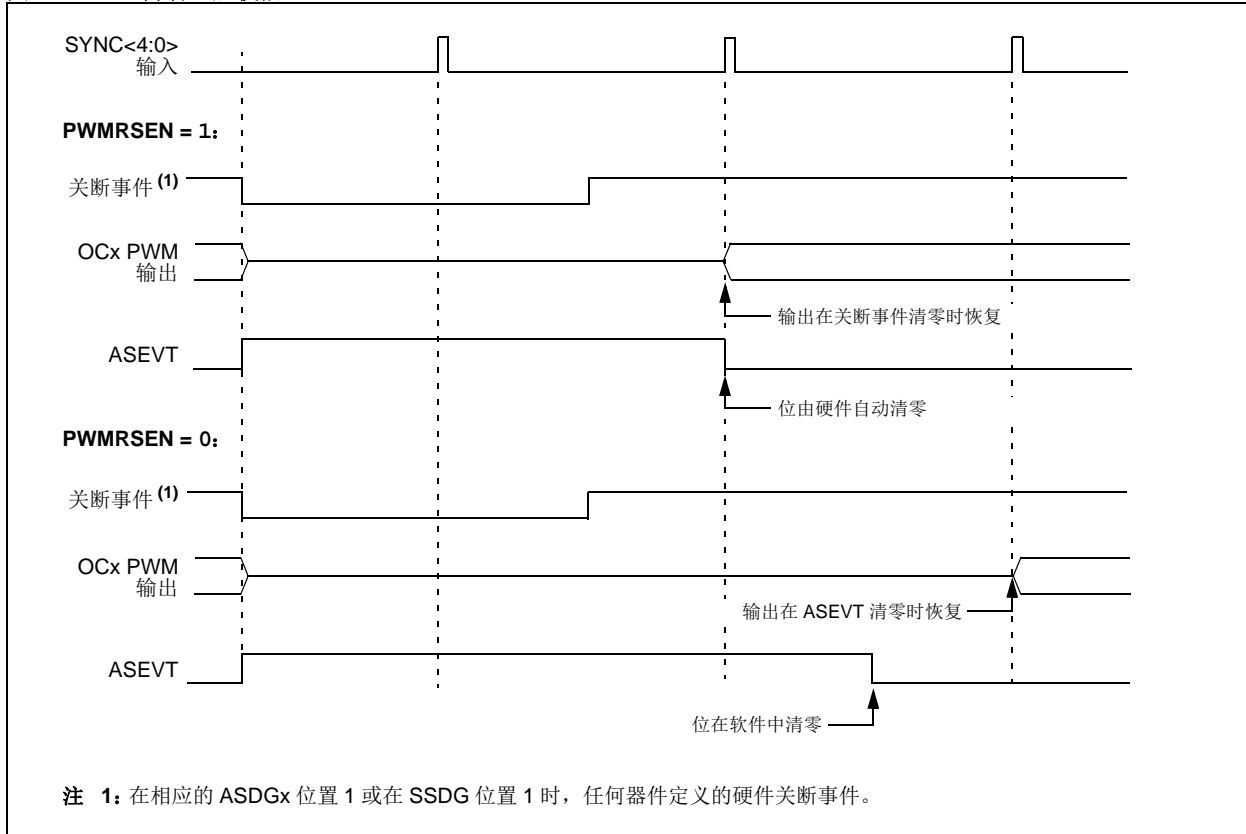 SYNC<4:0>
输入
PWMRSEN = 1:
关断事件(1)
OCx PWM
输出
输出在关断事件清零时恢复
ASEVT
位由硬件自动清零
PWMRSEN = 0:
关断事件(1)
OCx PWM
输出
输出在 ASEVT 清零时恢复
ASEVT
位在软件中清零
注 1: 在相应的 ASDGx 位置 1 或在 SSDG 位置 1 时，任何器件定义的硬件关断事件。